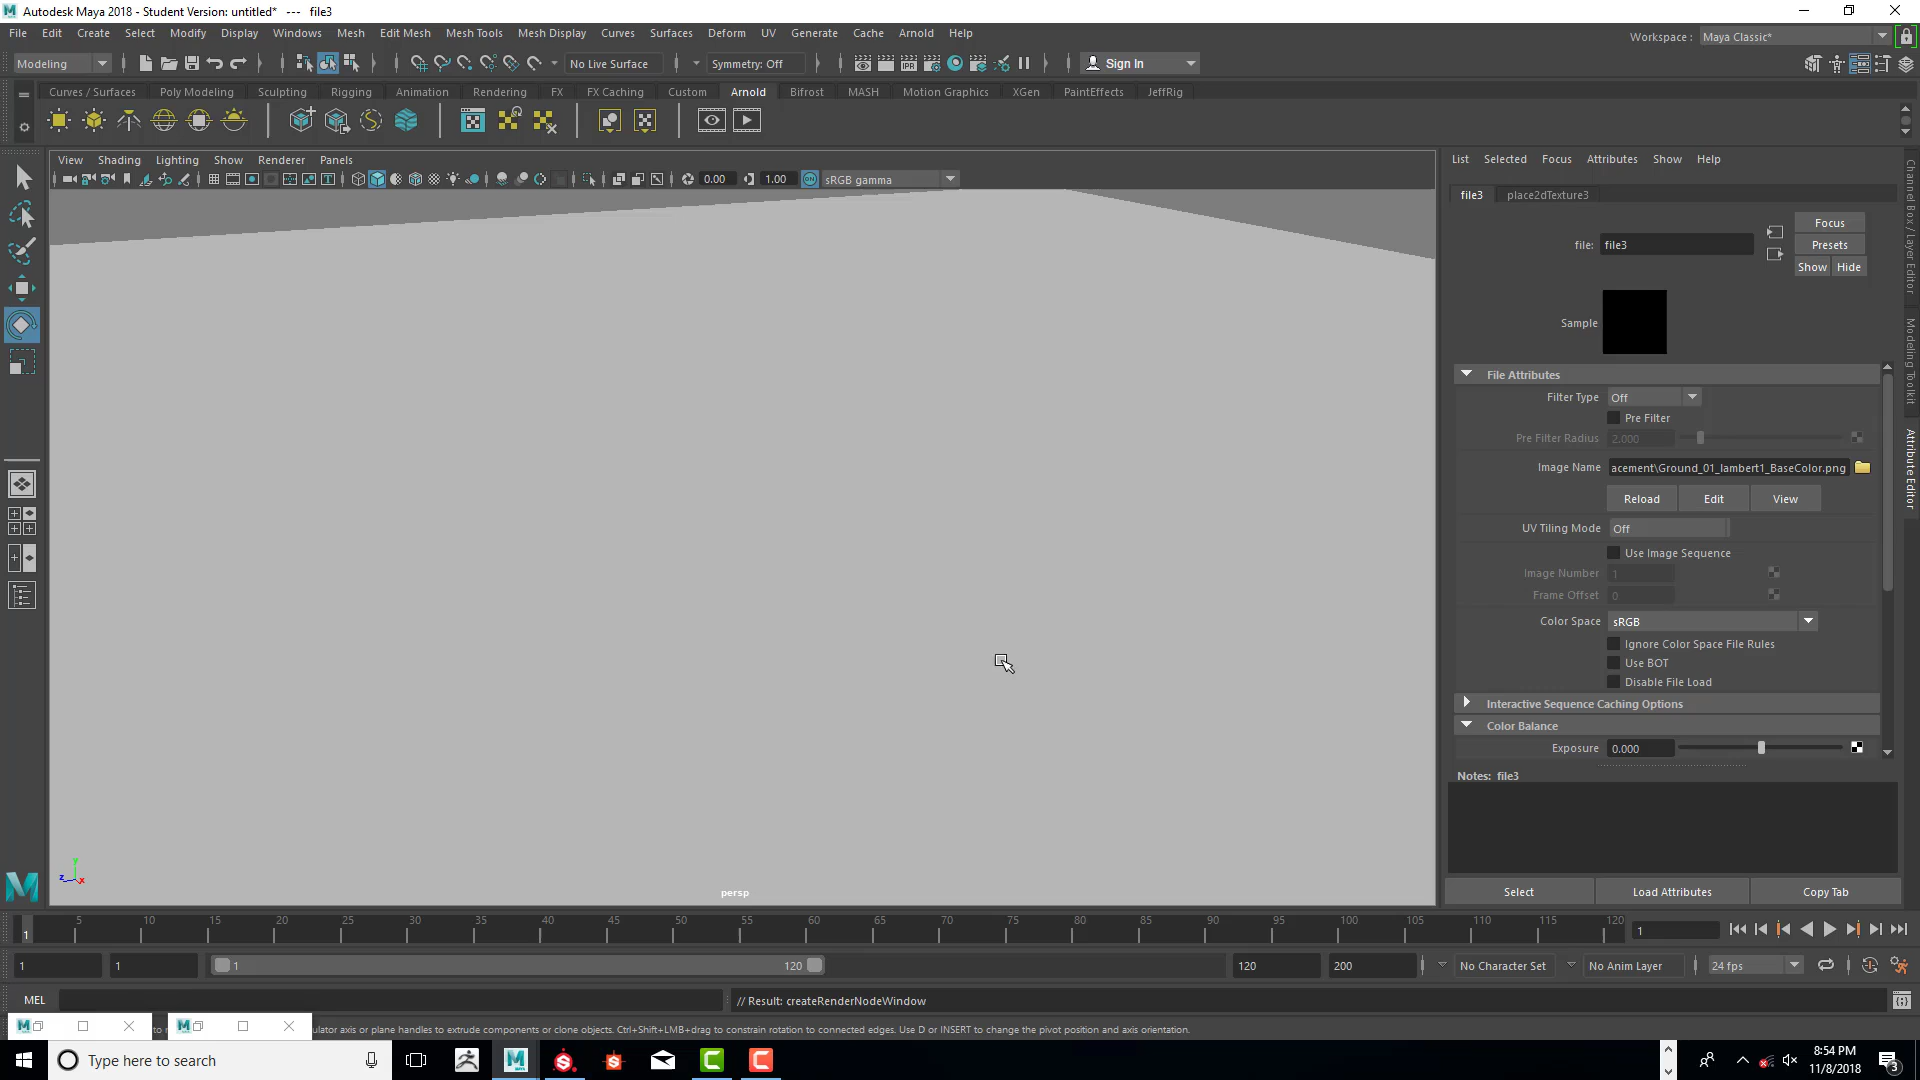 Autodesk Maya 2018 - Student Version: untitled*   ---   file3
File Edit Create Select Modify Display Windows Mesh Edit Mesh Mesh Tools Mesh Display Curves Surfaces Deform UV Generate Cache Arnold Help
Workspace : Maya Classic*
Modeling No Live Surface Symmetry: Off Sign In
Curves / Surfaces Poly Modeling Sculpting Rigging Animation Rendering FX FX Caching Custom Arnold Bifrost MASH Motion Graphics XGen PaintEffects JeffRig
View Shading Lighting Show Renderer Panels
0.00 1.00 sRGB gamma
List Selected Focus Attributes Show Help
file3 place2dTexture3
Focus
file: file3 Presets
Show Hide
Sample
File Attributes
Filter Type Off
Pre Filter
Pre Filter Radius 2.000
Image Name acement\Ground_01_lambert1_BaseColor.png
Reload Edit View
UV Tiling Mode Off
Use Image Sequence
Image Number 1
Frame Offset 0
Color Space sRGB
Ignore Color Space File Rules
Use BOT
Disable File Load
Interactive Sequence Caching Options
Color Balance
Exposure 0.000
Notes: file3
Select Load Attributes Copy Tab
Channel Box / Layer Editor
Modeling Toolkit
Attribute Editor
y
z x
persp
5 10 15 20 25 30 35 40 45 50 55 60 65 70 75 80 85 90 95 100 105 110 115 120
1 1
1 1 1 120 120 200 No Character Set No Anim Layer 24 fps
MEL // Result: createRenderNodeWindow
ulator axis or plane handles to extrude components or clone objects. Ctrl+Shift+LMB+drag to constrain rotation to connected edges. Use D or INSERT to change the pivot position and axis orientation.
Type here to search
8:54 PM
11/8/2018
3